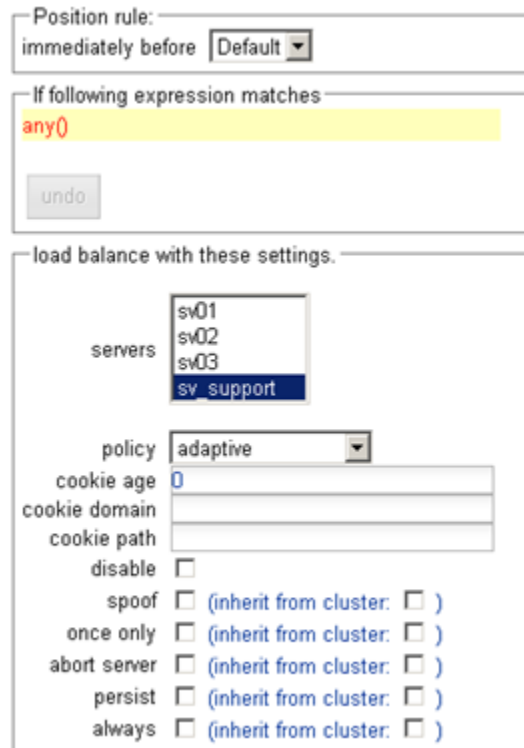 Position rule:
immediately before Default
If following expression matches
any()
undo
load balance with these settings.
servers
sv01
sv02
sv03
sv_support
policy adaptive
cookie age 0
cookie domain
cookie path
disable
spoof (inherit from cluster: )
once only (inherit from cluster: )
abort server (inherit from cluster: )
persist (inherit from cluster: )
always (inherit from cluster: )